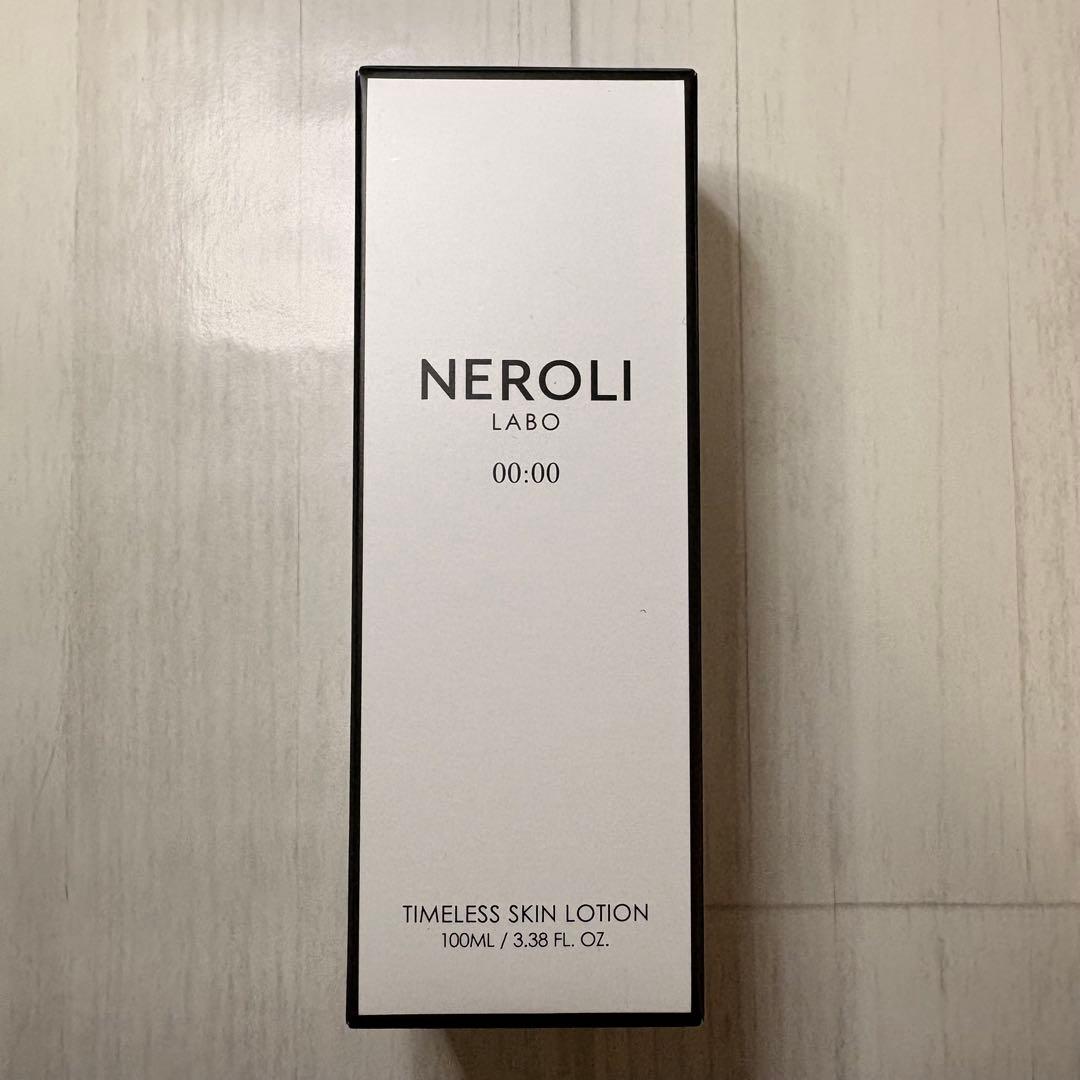 NEROLI
LABO
00:00
TIMELESS SKIN LOTION
100ML / 3.38 FL. OZ.